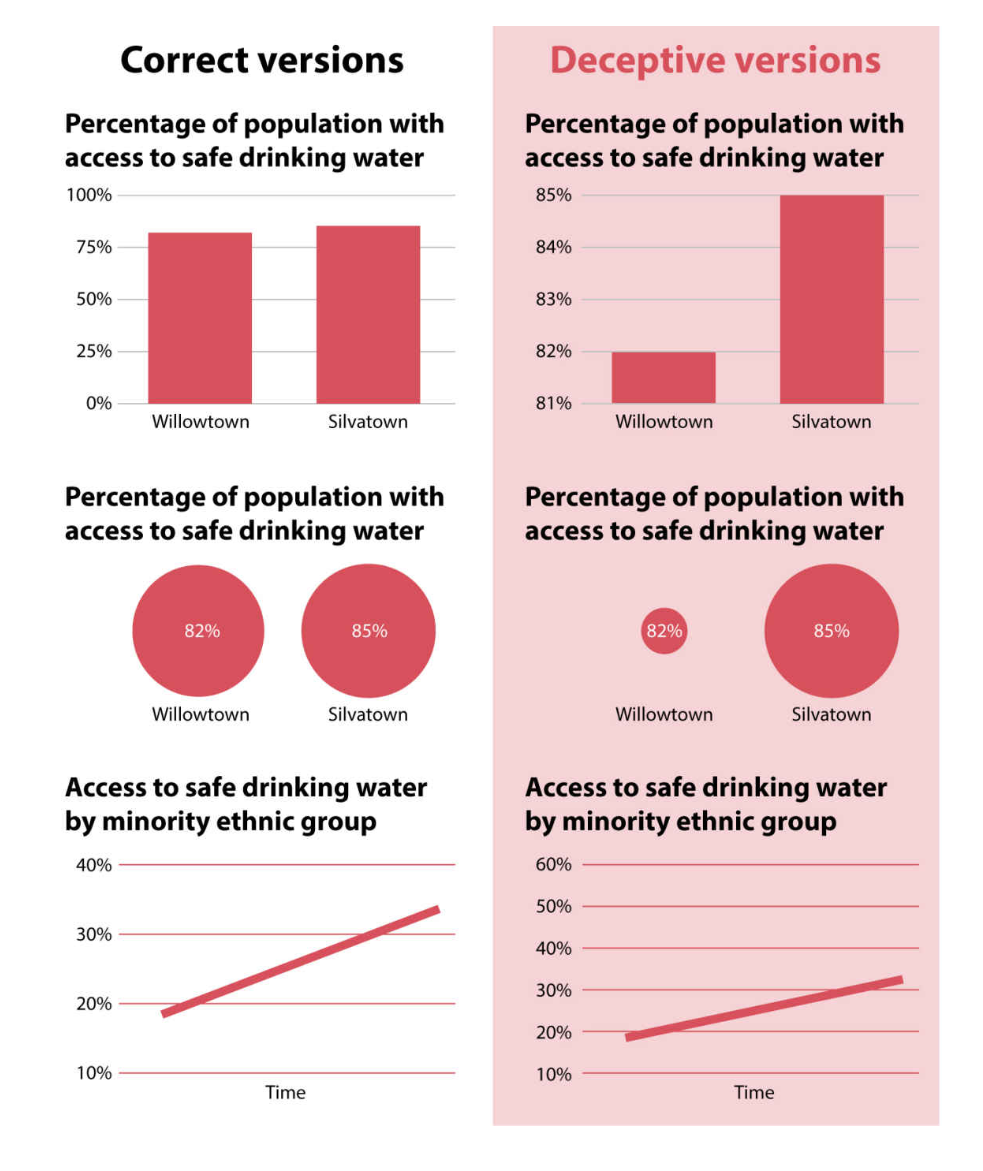 Correct versions
Percentage of population with
access to safe drinking water
100%
75%
50%
25%
0%
Willowtown
Silvatown
Percentage of population with
access to safe drinking water
82%
85%
Willowtown
Silvatown
Access to safe drinking water
by minority ethnic group
40%
30%
20%
10%
Time
Deceptive versions
Percentage of population with
access to safe drinking water
85%
84%
83%
82%
81%
Willowtown
Silvatown
Percentage of population with
access to safe drinking water
82%
85%
Willowtown
Silvatown
Access to safe drinking water
by minority ethnic group
60%
50%
40%
30%
20%
10%
Time